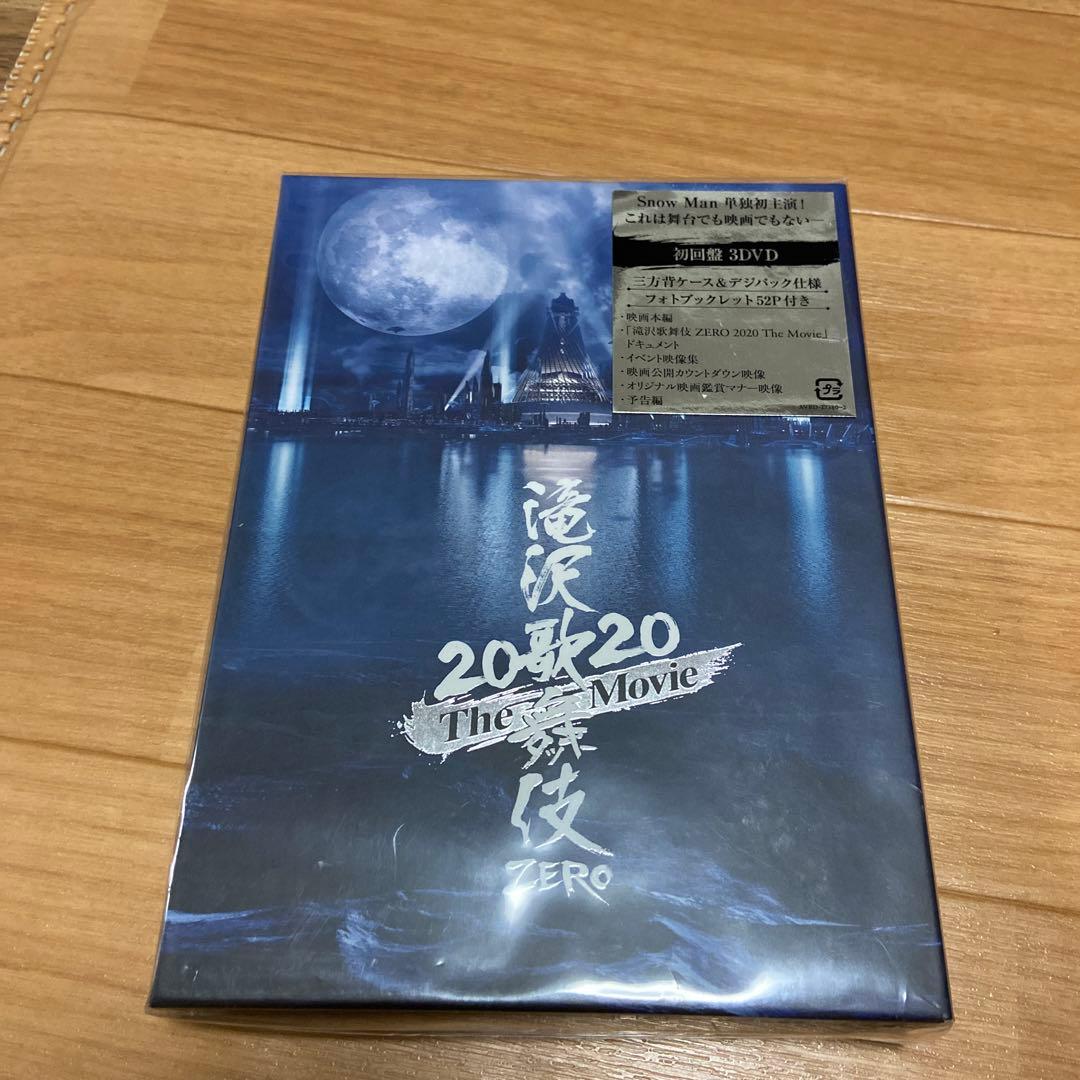 Snow Man 単独初主演！
これは舞台でも映画でもない―
初回盤 3DVD
三方背ケース＆デジパック仕様
フォトブックレット52P付き
・映画本編
・「滝沢歌舞伎 ZERO 2020 The Movie」
ドキュメント
・イベント映像集
・映画公開カウントダウン映像
・オリジナル映画鑑賞マナー映像
・予告編
プラ
滝沢歌舞伎
2020
The Movie
ZERO